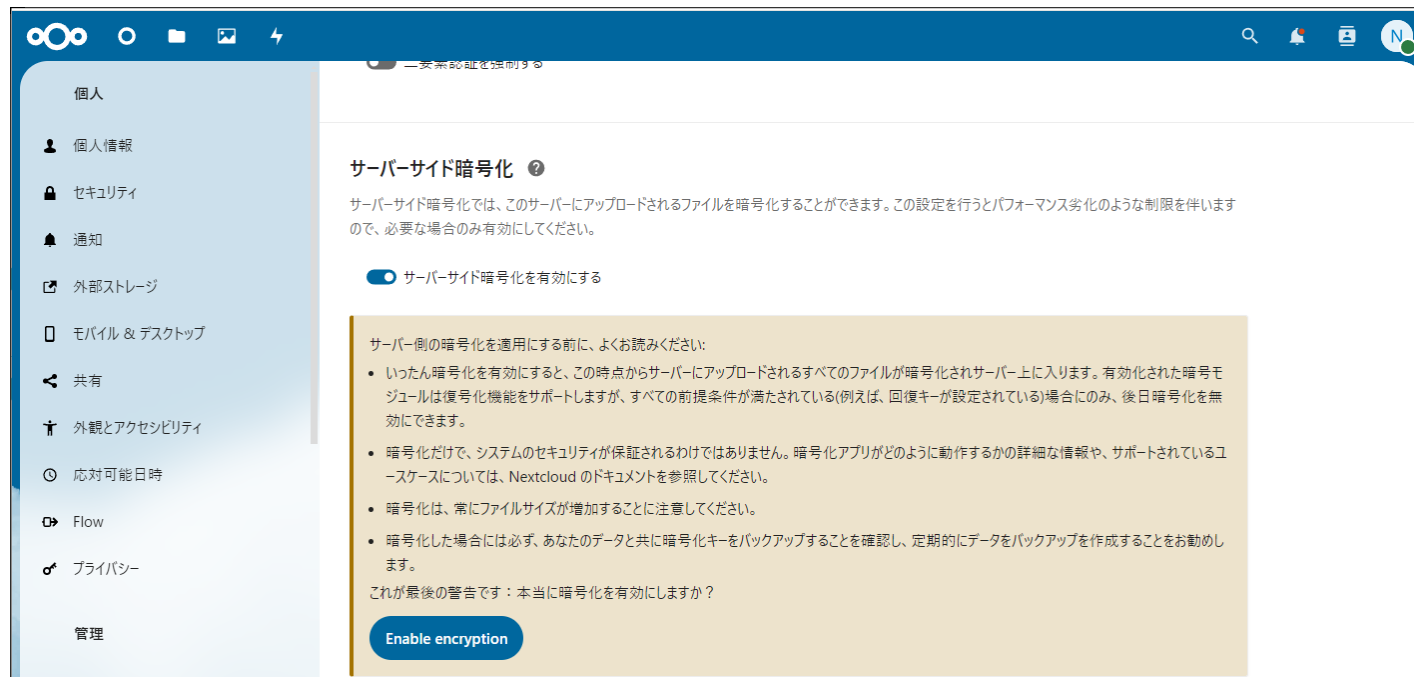 N
二要素認証を強制する
個人
個人情報
セキュリティ
通知
外部ストレージ
モバイル & デスクトップ
共有
外観とアクセシビリティ
応対可能日時
Flow
プライバシー
管理
サーバーサイド暗号化
サーバーサイド暗号化では、このサーバーにアップロードされるファイルを暗号化することができます。この設定を行うとパフォーマンス劣化のような制限を伴います
ので、必要な場合のみ有効にしてください。
サーバーサイド暗号化を有効にする
サーバー側の暗号化を適用にする前に、よくお読みください:
いったん暗号化を有効にすると、この時点からサーバーにアップロードされるすべてのファイルが暗号化されサーバー上に入ります。有効化された暗号モ
ジュールは復号化機能をサポートしますが、すべての前提条件が満たされている(例えば、回復キーが設定されている)場合にのみ、後日暗号化を無
効にできます。
暗号化だけで、システムのセキュリティが保証されるわけではありません。暗号化アプリがどのように動作するかの詳細な情報や、サポートされているユ
ースケースについては、Nextcloud のドキュメントを参照してください。
暗号化は、常にファイルサイズが増加することに注意してください。
暗号化した場合には必ず、あなたのデータと共に暗号化キーをバックアップすることを確認し、定期的にデータをバックアップを作成することをお勧めし
ます。
これが最後の警告です：本当に暗号化を有効にしますか？
Enable encryption